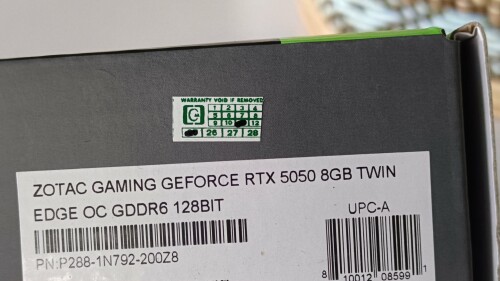 WARRANTY VOID IF REMOVED
1 2 3 4
5 6 7 8
9 10 12
26 27 28
ZOTAC GAMING GEFORCE RTX 5050 8GB TWIN
EDGE OC GDDR6 128BIT
UPC-A
PN:P288-1N792-200Z8
8 10012 08599 1